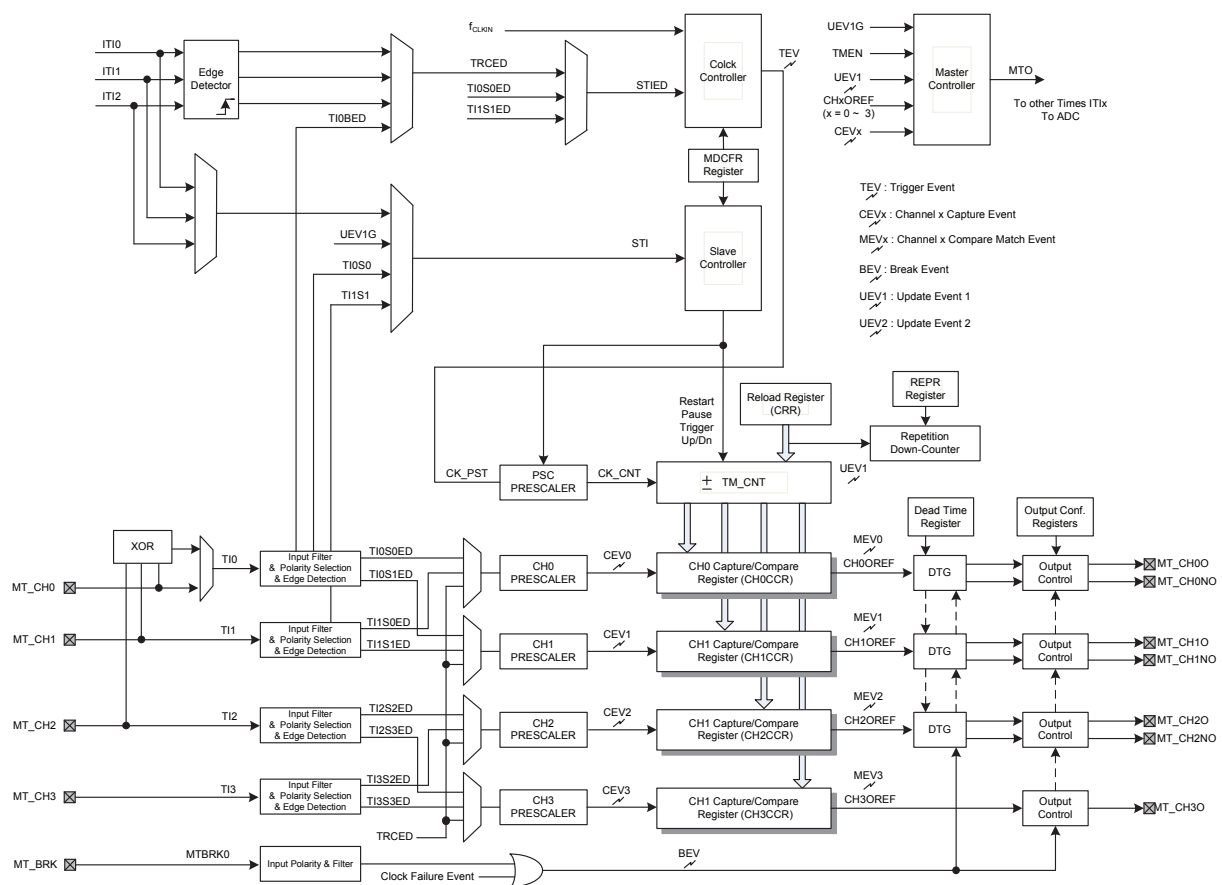 ITI0
ITI1
ITI2
Edge
Detector
TI0BED
fCLKIN
TRCED
TI0S0ED
TI1S1ED
STIED
Colck
Controller
TEV
UEV1G
TMEN
UEV1
CHxOREF
(x = 0 ~ 3)
CEVx
Master
Controller
MTO
To other Times ITIx
To ADC
MDCFR
Register
UEV1G
TI0S0
TI1S1
STI
Slave
Controller
TEV : Trigger Event
CEVx : Channel x Capture Event
MEVx : Channel x Compare Match Event
BEV : Break Event
UEV1 : Update Event 1
UEV2 : Update Event 2
Restart
Pause
Trigger
Up/Dn
Reload Register
(CRR)
REPR
Register
Repetition
Down-Counter
UEV1
CK_PST
PSC
PRESCALER
CK_CNT
+
− TM_CNT
Dead Time
Register
Output Conf.
Registers
XOR
MT_CH0
TI0
Input Filter
& Polarity Selection
& Edge Detection
TI0S0ED
TI0S1ED
CH0
PRESCALER
CEV0
CH0 Capture/Compare
Register (CH0CCR)
MEV0
CH0OREF
DTG
Output
Control
MT_CH0O
MT_CH0NO
MT_CH1
TI1
Input Filter
& Polarity Selection
& Edge Detection
TI1S0ED
TI1S1ED
CH1
PRESCALER
CEV1
CH1 Capture/Compare
Register (CH1CCR)
MEV1
CH1OREF
DTG
Output
Control
MT_CH1O
MT_CH1NO
MT_CH2
TI2
Input Filter
& Polarity Selection
& Edge Detection
TI2S2ED
TI2S3ED
CH2
PRESCALER
CEV2
CH1 Capture/Compare
Register (CH2CCR)
MEV2
CH2OREF
DTG
Output
Control
MT_CH2O
MT_CH2NO
MT_CH3
TI3
Input Filter
& Polarity Selection
& Edge Detection
TI3S2ED
TI3S3ED
TRCED
CH3
PRESCALER
CEV3
CH1 Capture/Compare
Register (CH3CCR)
MEV3
CH3OREF
Output
Control
MT_CH3O
MT_BRK
MTBRK0
Input Polarity & Filter
Clock Failure Event
BEV